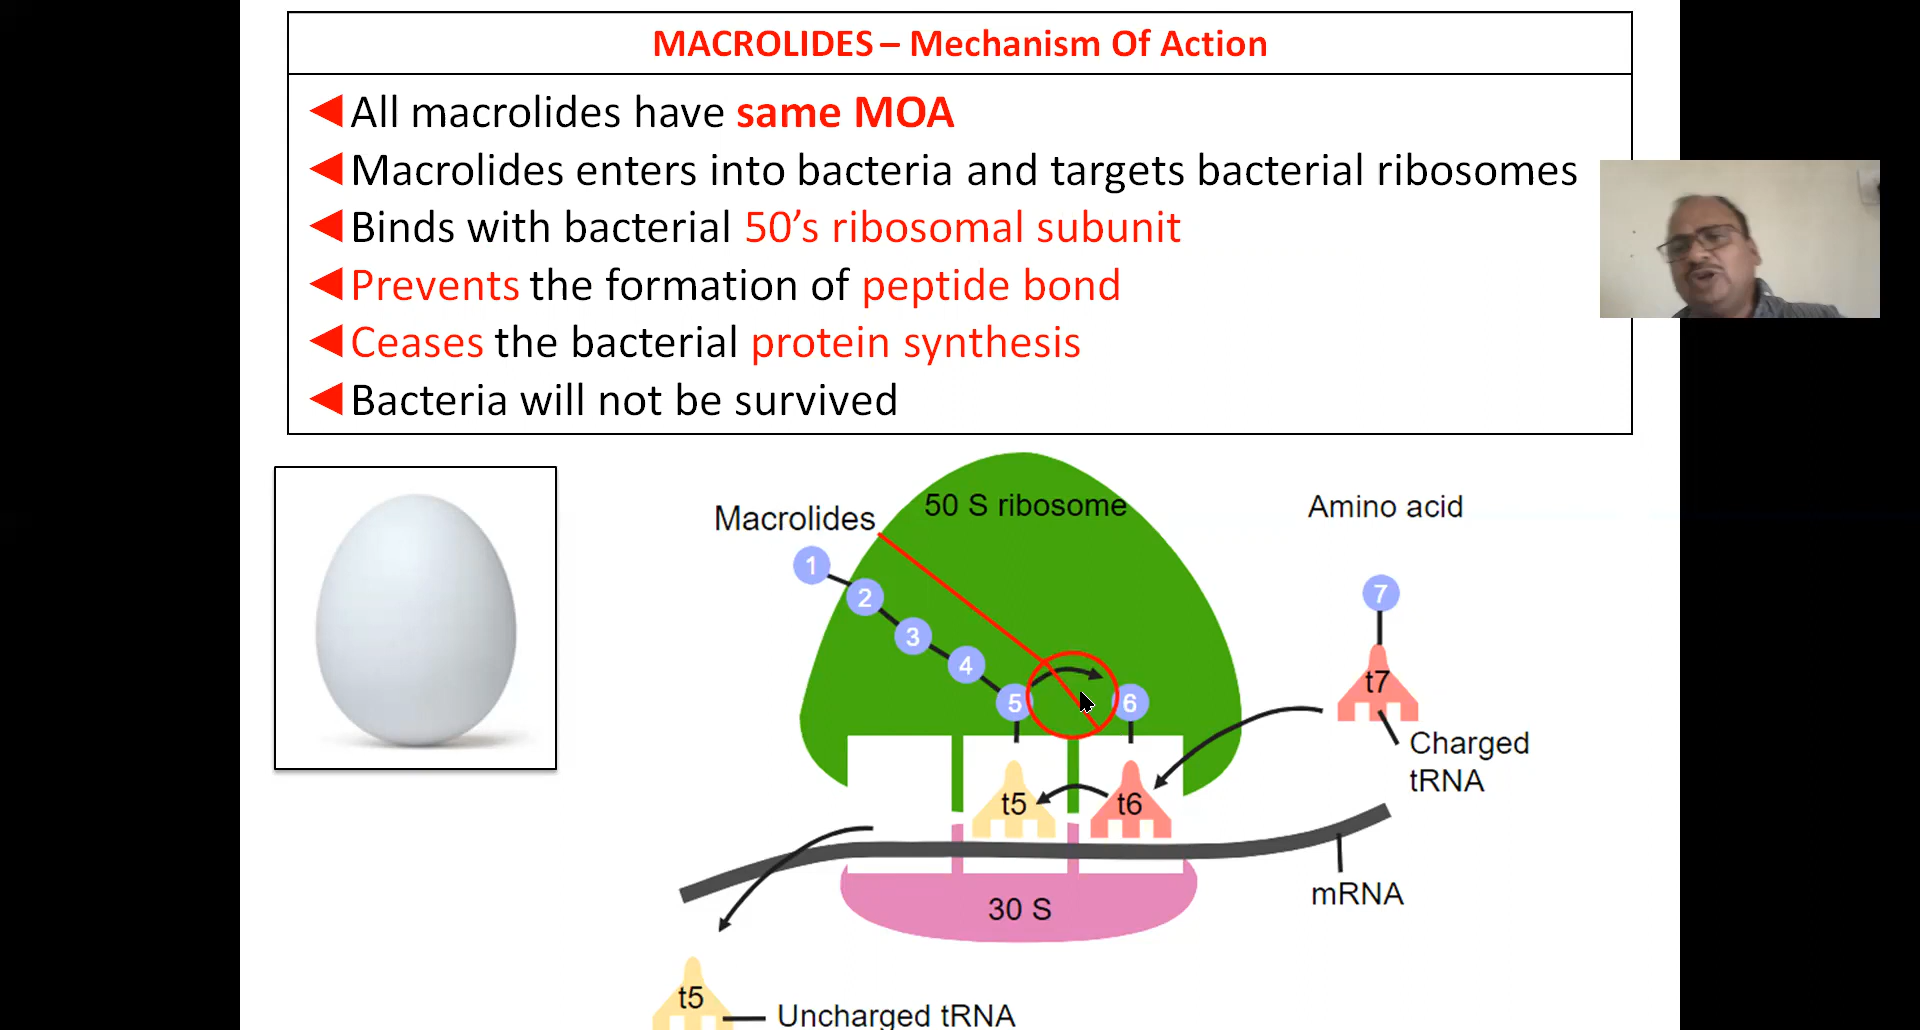 MACROLIDES – Mechanism Of Action
All macrolides have same MOA
Macrolides enters into bacteria and targets bacterial ribosomes
Binds with bacterial 50’s ribosomal subunit
Prevents the formation of peptide bond
Ceases the bacterial protein synthesis
Bacteria will not be survived
Macrolides
50 S ribosome
Amino acid
1
2
3
4
5
6
7
t7
Charged
tRNA
t5
t6
mRNA
30 S
t5
Uncharged tRNA